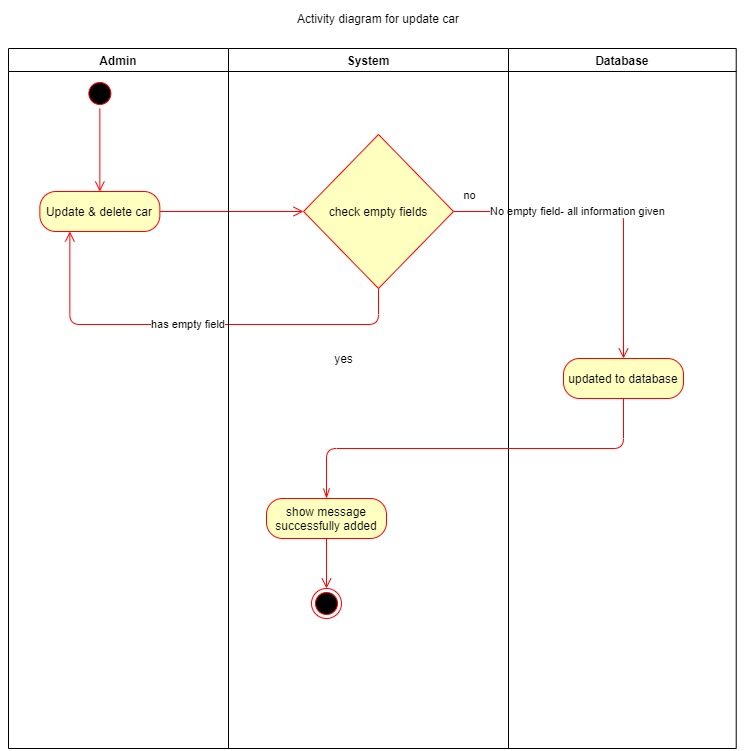 Activity diagram for update car
Admin
System
Database
no
Update & delete car
check empty fields
No empty field- all information given
has empty field
yes
updated to database
show message
successfully added